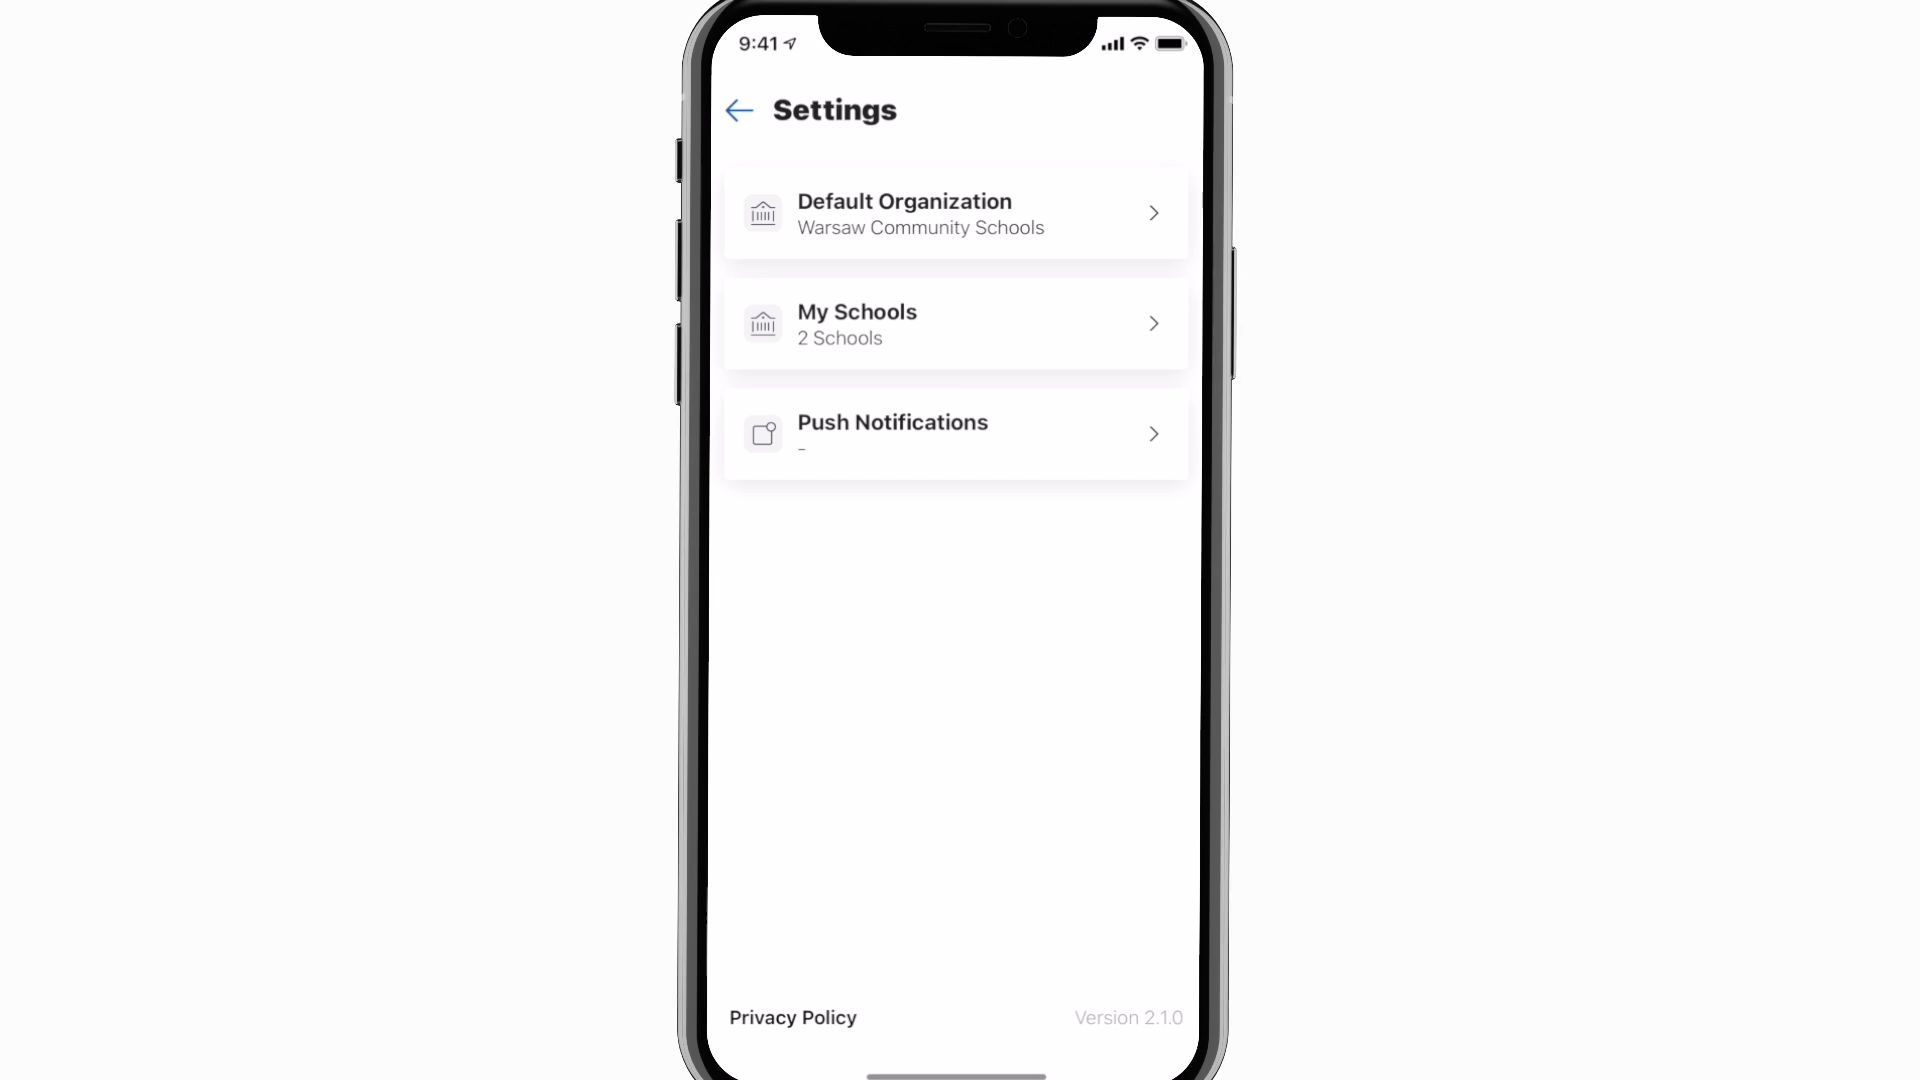 9:41
Settings
Default Organization
Warsaw Community Schools
My Schools
2 Schools
Push Notifications
-
Privacy Policy
Version 2.1.0